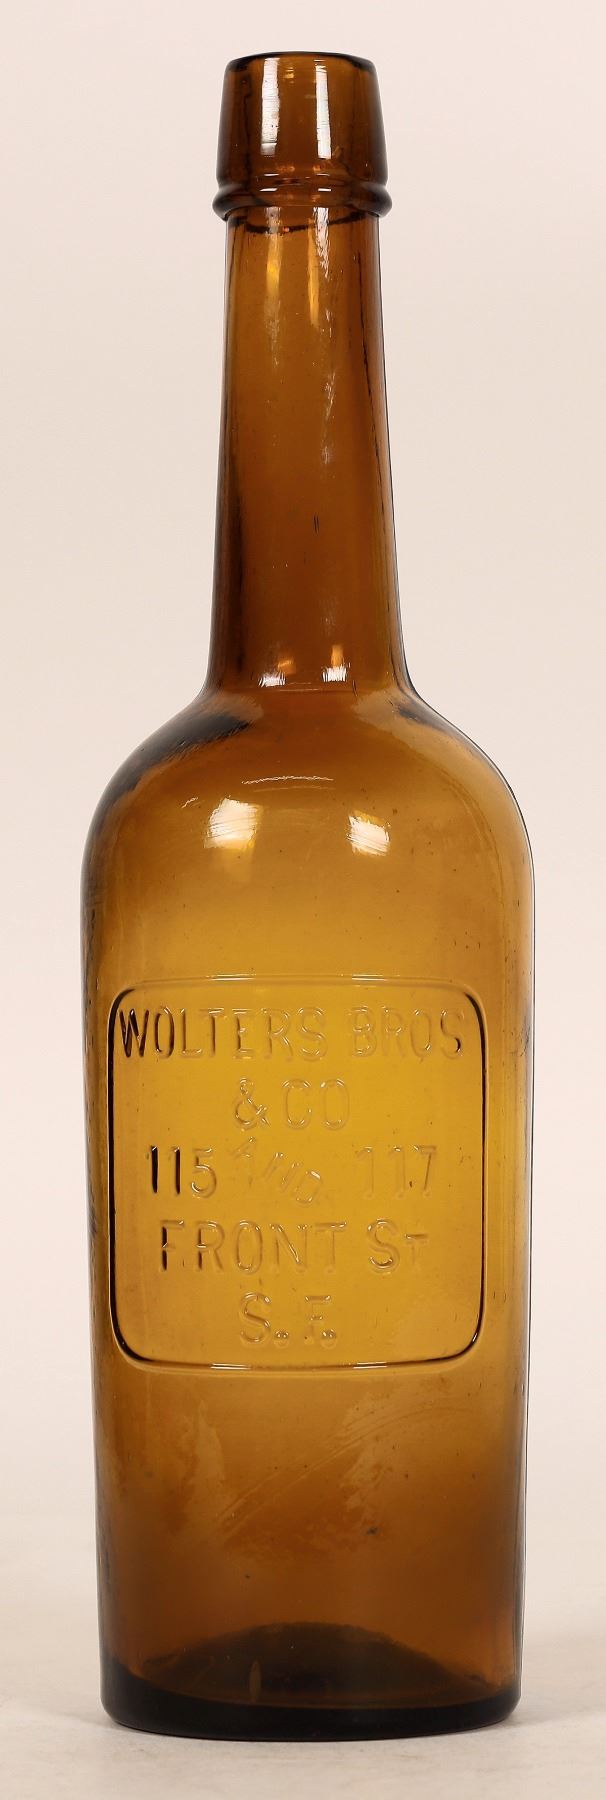 WOLTERS BROS
& CO
115 AND 117
FRONT ST
S.F.